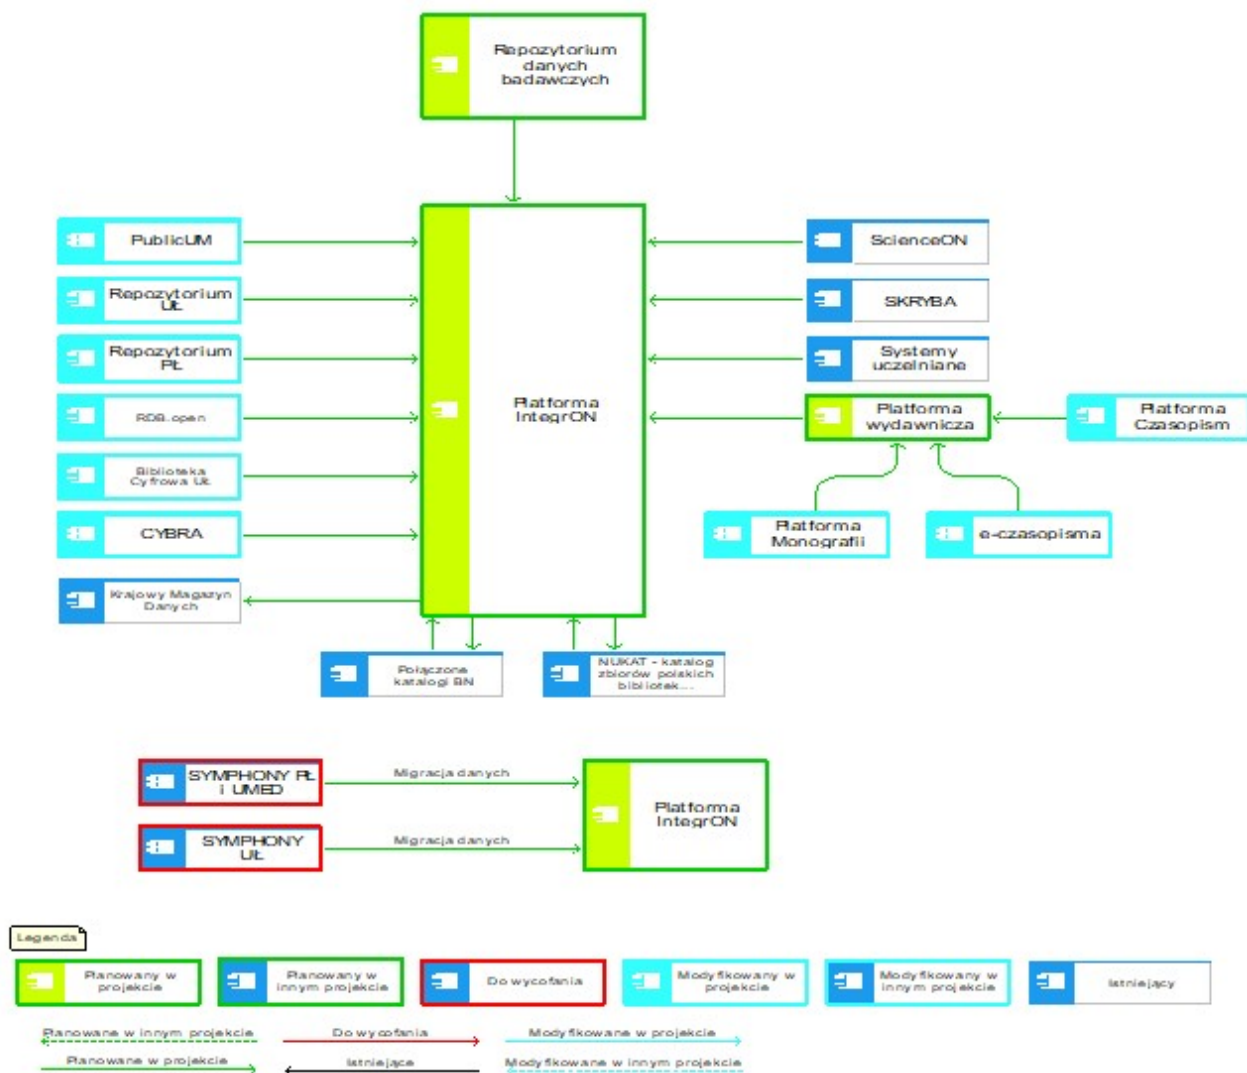 Repozytorium
danych
badawczych
PublicUM
Repozytorium
UŁ
Repozytorium
PŁ
RDB.open
Biblioteka
Cyfrowa UŁ
CYBRA
Krajowy Magazyn
Danych
Platforma
IntegrON
ScienceON
SKRYBA
Systemy
uczelniane
Platforma
wydawnicza
Platforma
Czasopism
Platforma
Monografii
e-czasopisma
Połączone
katalogi BN
NUKAT - katalog
zbiorów polskich
bibliotek...
SYMPHONY PŁ
i UMED
Migracja danych
SYMPHONY
UŁ
Migracja danych
Platforma
IntegrON
Legenda
Planowany w
projekcie
Planowany w
innym projekcie
Do wycofania
Modyfikowany w
projekcie
Modyfikowany w
innym projekcie
Istniejący
Planowane w innym projekcie
Do wycofania
Modyfikowane w projekcie
Planowane w projekcie
Istniejące
Modyfikowane w innym projekcie